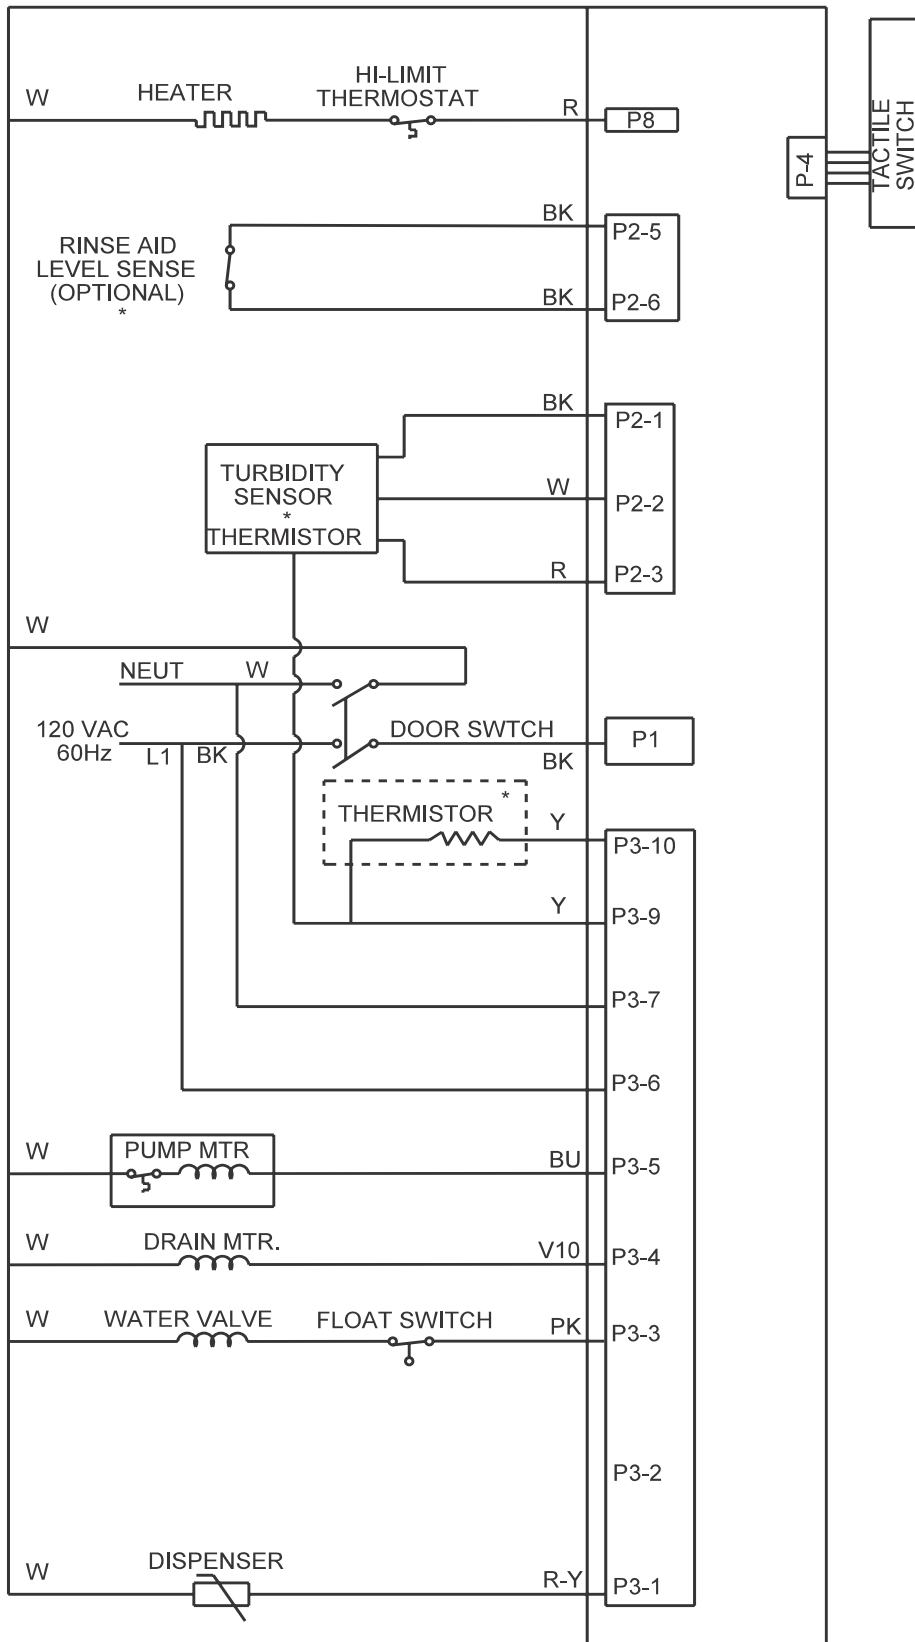 HI-LIMIT
W HEATER THERMOSTAT R P8
P-4
TACTILE
SWITCH
BK P2-5
RINSE AID
LEVEL SENSE
(OPTIONAL)
*
BK P2-6
BK P2-1
TURBIDITY
SENSOR
*
THERMISTOR
W P2-2
R P2-3
W
NEUT W
120 VAC
60Hz
L1 BK
DOOR SWTCH
BK
P1
THERMISTOR *
Y P3-10
Y P3-9
P3-7
P3-6
W PUMP MTR BU P3-5
W DRAIN MTR. V10 P3-4
W WATER VALVE FLOAT SWITCH PK P3-3
P3-2
W DISPENSER R-Y P3-1